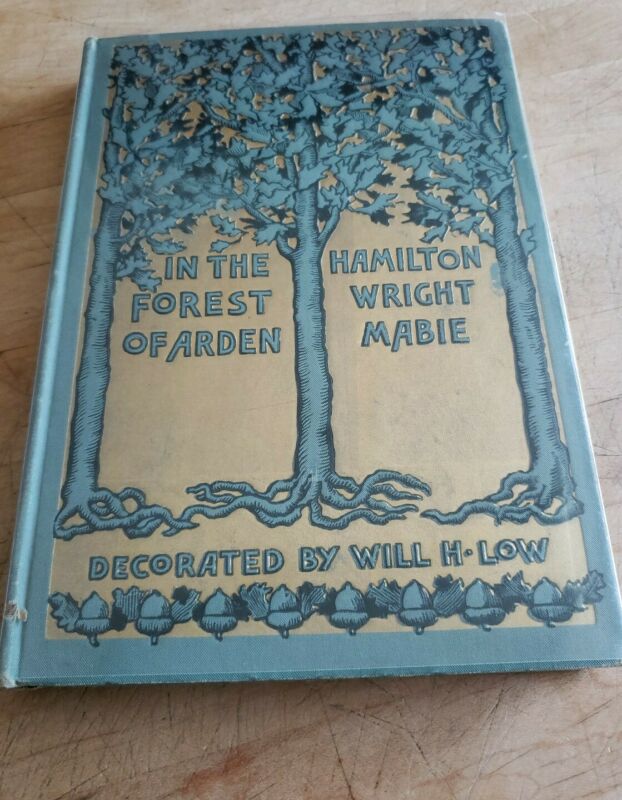 IN THE
FOREST
OF ARDEN
HAMILTON
WRIGHT
MABIE
DECORATED BY WILL H. LOW